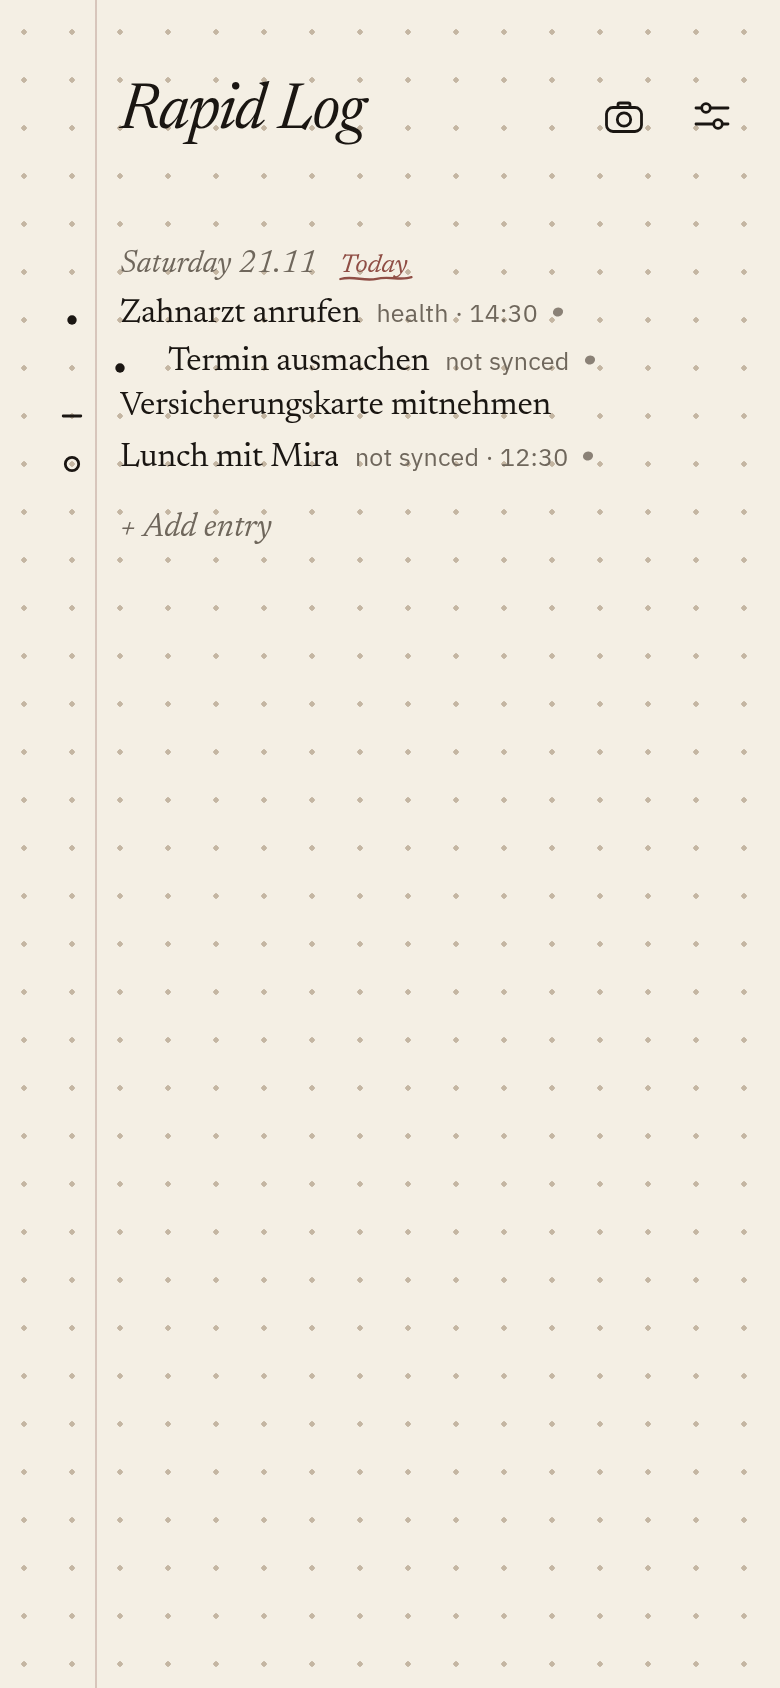 Rapid Log
Saturday 21.11 Today
• Zahnarzt anrufen health · 14:30
• Termin ausmachen not synced
– Versicherungskarte mitnehmen
○ Lunch mit Mira not synced · 12:30
+ Add entry